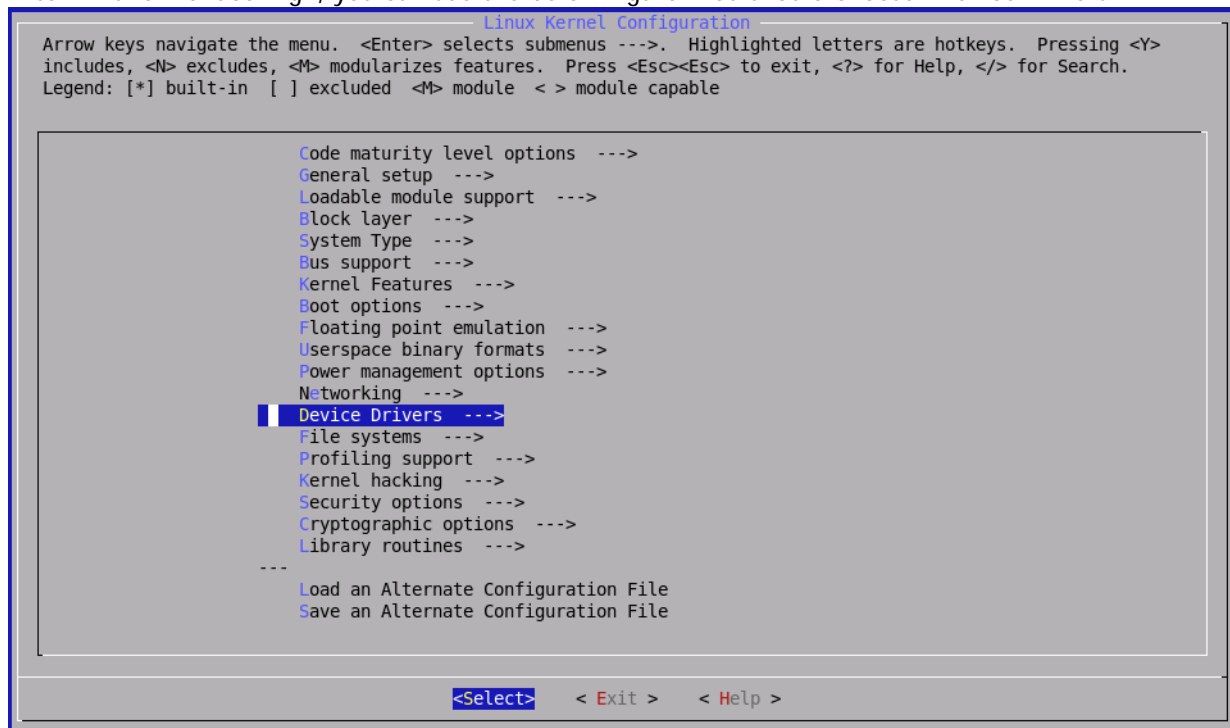 Linux Kernel Configuration
Arrow keys navigate the menu. <Enter> selects submenus --->. Highlighted letters are hotkeys. Pressing <Y>
includes, <N> excludes, <M> modularizes features. Press <Esc><Esc> to exit, <?> for Help, </> for Search.
Legend: [*] built-in [ ] excluded <M> module < > module capable
Code maturity level options --->
General setup --->
Loadable module support --->
Block layer --->
System Type --->
Bus support --->
Kernel Features --->
Boot options --->
Floating point emulation --->
Userspace binary formats --->
Power management options --->
Networking --->
Device Drivers --->
File systems --->
Profiling support --->
Kernel hacking --->
Security options --->
Cryptographic options --->
Library routines --->
---
Load an Alternate Configuration File
Save an Alternate Configuration File
<Select> < Exit > < Help >